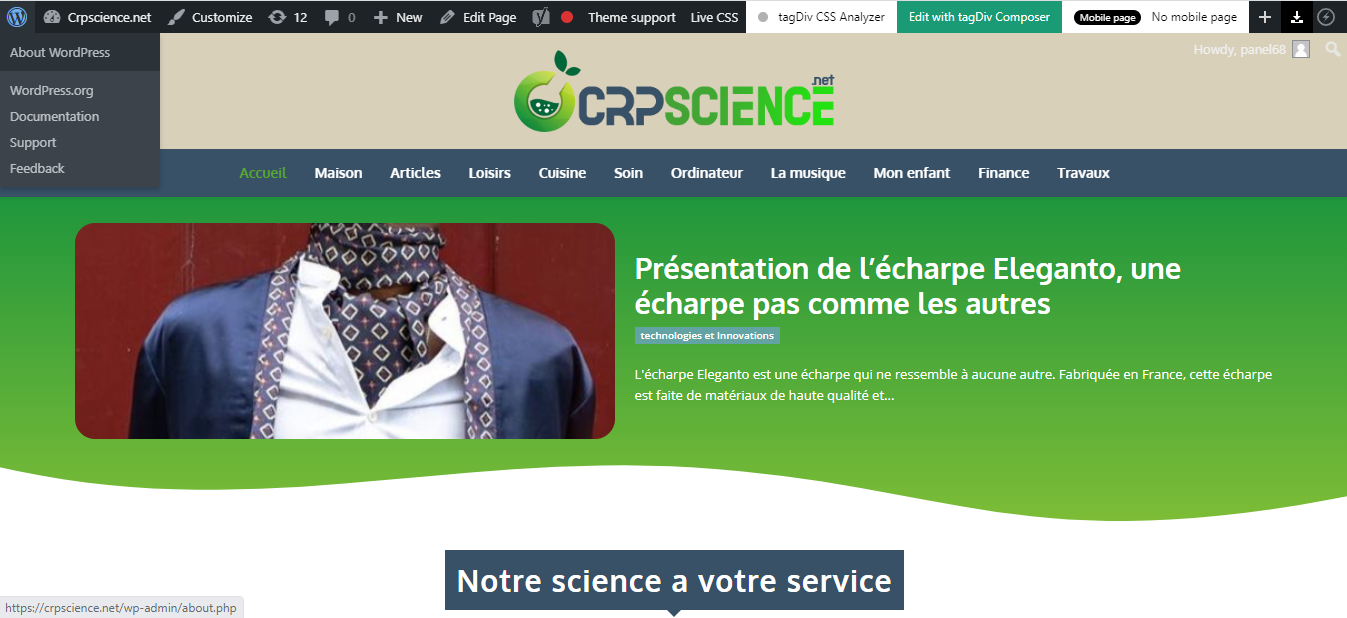 Crpscience.net Customize 12 0 New Edit Page Theme support Live CSS tagDiv CSS Analyzer Edit with tagDiv Composer Mobile page No mobile page
About WordPress
Howdy, panel68
WordPress.org
Documentation
Support
Feedback
CRPSCIENCE.net
Accueil Maison Articles Loisirs Cuisine Soin Ordinateur La musique Mon enfant Finance Travaux
Présentation de l’écharpe Eleganto, une
écharpe pas comme les autres
technologies et Innovations
L'écharpe Eleganto est une écharpe qui ne ressemble à aucune autre. Fabriquée en France, cette écharpe
est faite de matériaux de haute qualité et...
Notre science a votre service
https://crpscience.net/wp-admin/about.php